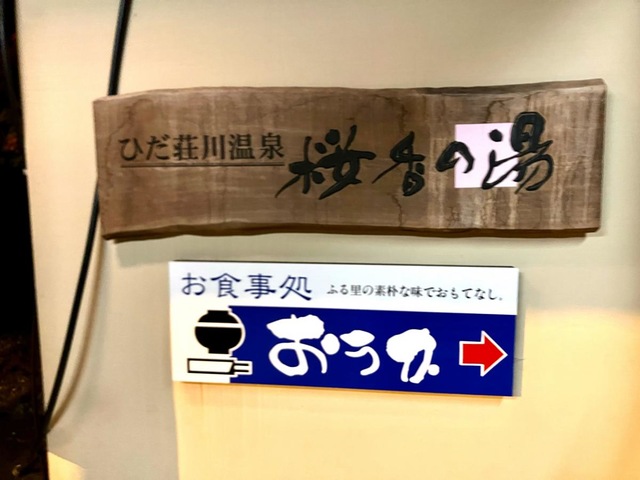 ひだ荘川温泉 桜香の湯
お食事処 ふる里の素朴な味でおもてなし。
おうか